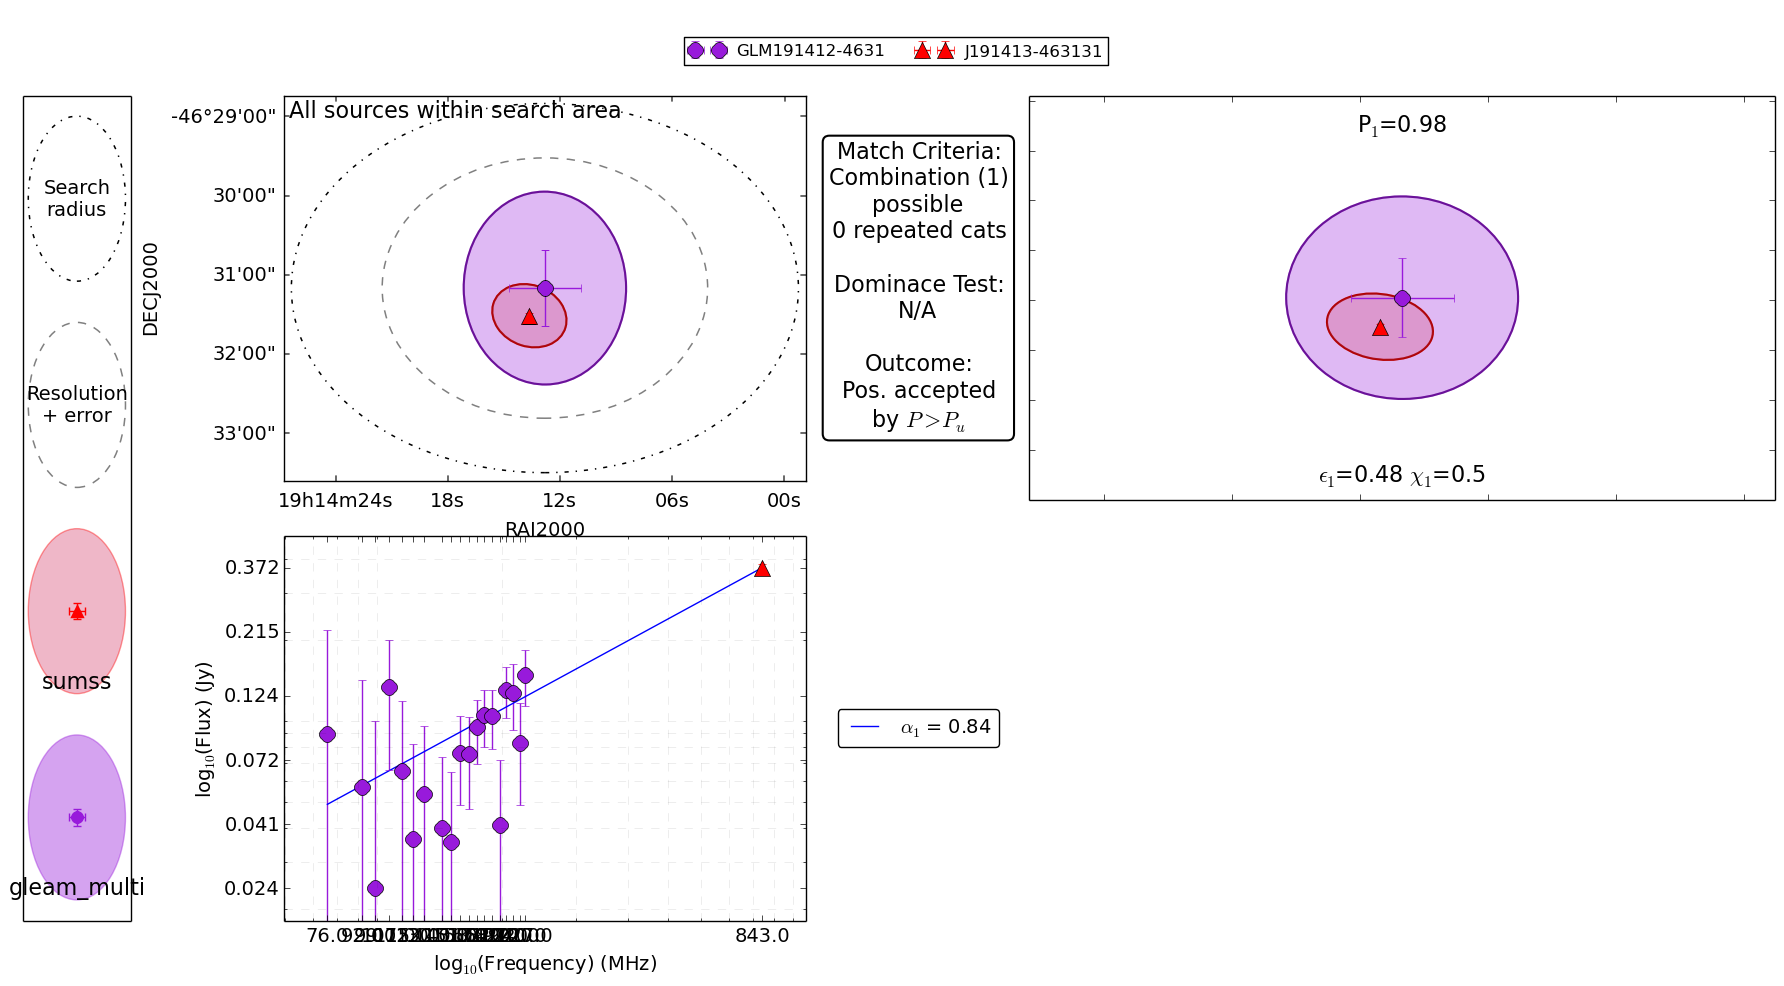 GLM191412-4631 J191413-463131
Search
radius
Resolution
+ error
sumss
gleam_multi
All sources within search area
DECJ2000
-46°29'00"
30'00"
31'00"
32'00"
33'00"
19h14m24s 18s 12s 06s 00s
RAJ2000
Match Criteria:
Combination (1)
possible
0 repeated cats
Dominace Test:
N/A
Outcome:
Pos. accepted
by P>Pᵤ
P₁=0.98
ϵ₁=0.48 χ₁=0.5
log₁₀(Flux) (Jy)
0.372
0.215
0.124
0.072
0.041
0.024
76.0 843.0
log₁₀(Frequency) (MHz)
α₁ = 0.84